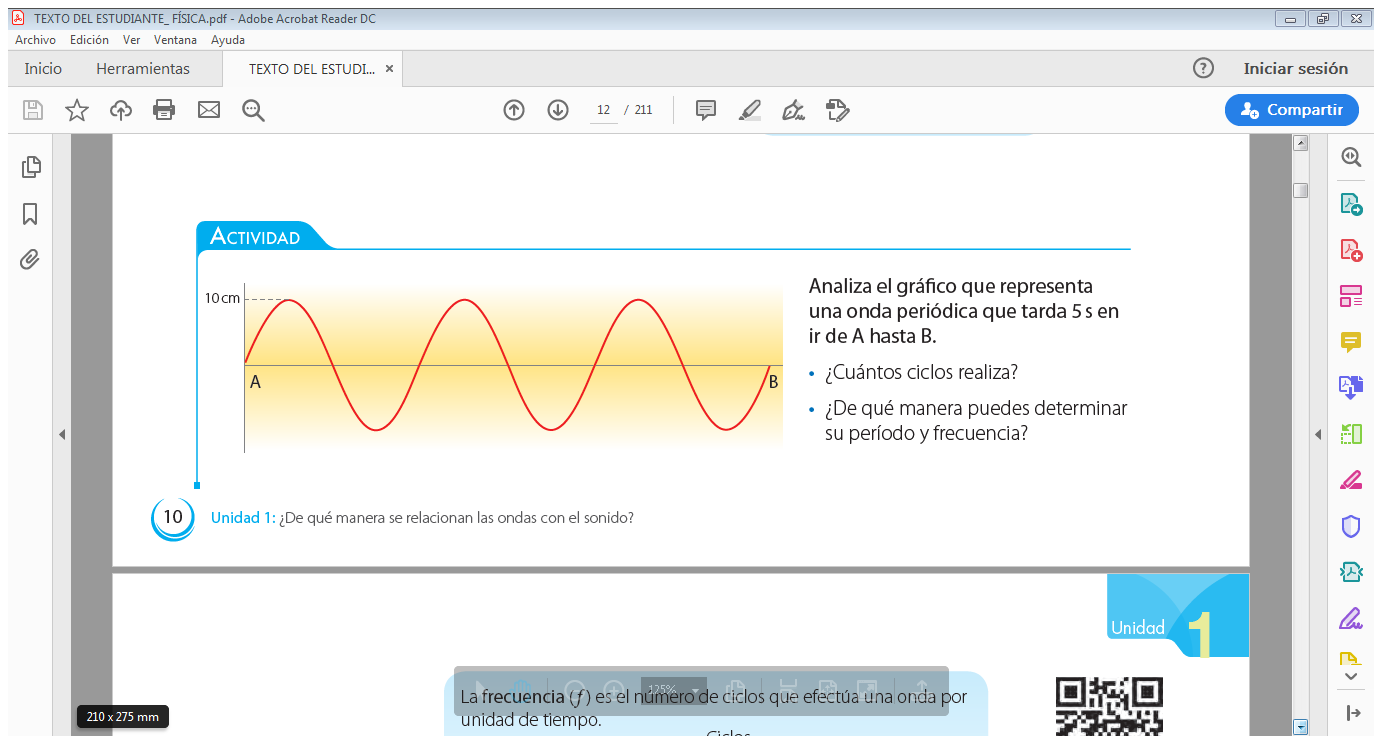 TEXTO DEL ESTUDIANTE_ FÍSICA.pdf - Adobe Acrobat Reader DC
Archivo Edición Ver Ventana Ayuda
Inicio Herramientas TEXTO DEL ESTUDI... × Iniciar sesión
12 / 211 Compartir
ACTIVIDAD
10 cm
A
B
Analiza el gráfico que representa
una onda periódica que tarda 5 s en
ir de A hasta B.
• ¿Cuántos ciclos realiza?
• ¿De qué manera puedes determinar
su período y frecuencia?
10 Unidad 1: ¿De qué manera se relacionan las ondas con el sonido?
Unidad 1
125%
La frecuencia (f) es el número de ciclos que efectúa una onda por
unidad de tiempo.
Ciclos
210 x 275 mm